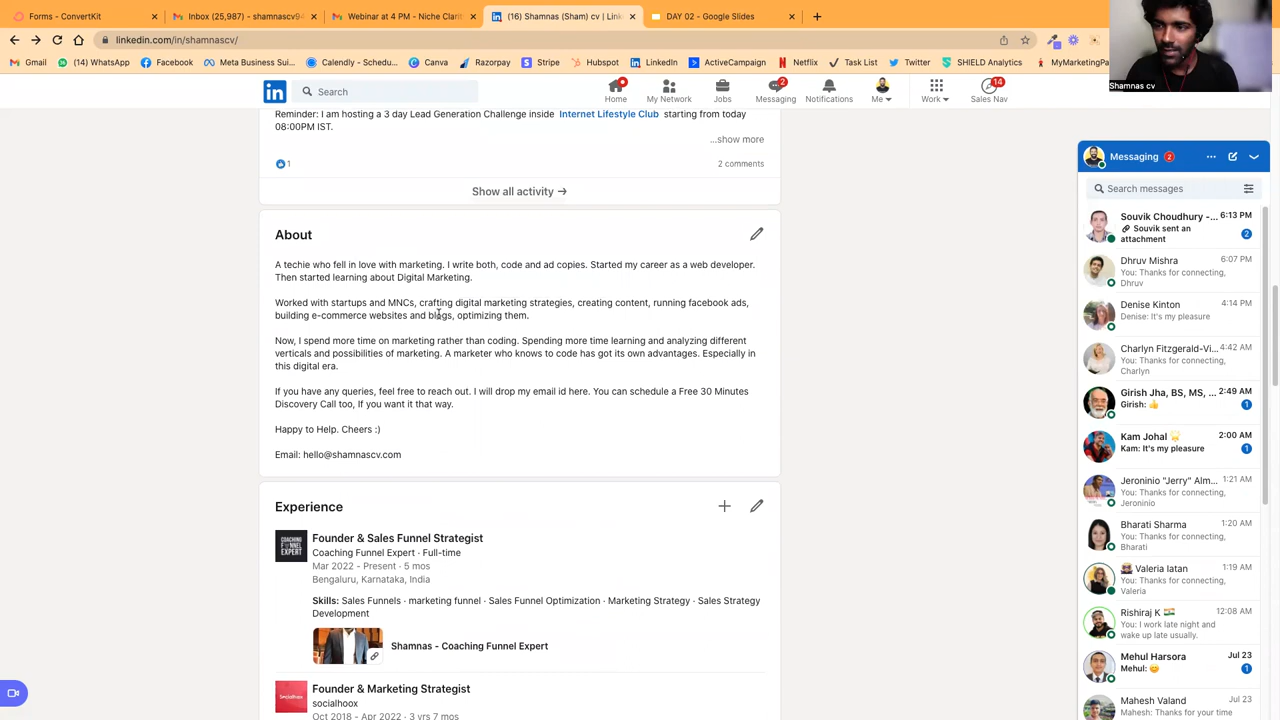 Forms - ConvertKit
Inbox (25,987) - shamnascv9
Webinar at 4 PM - Niche Clarit
(16) Shamnas (Sham) cv | Link
DAY 02 - Google Slides
linkedin.com/in/shamnascv/
Gmail
(14) WhatsApp
Facebook
Meta Business Sui...
Calendly - Schedu...
Canva
Razorpay
Stripe
Hubspot
LinkedIn
ActiveCampaign
Netflix
Task List
Twitter
SHIELD Analytics
MyMarketingPa
Shamnas cv
in
Search
Home
My Network
Jobs
2
Messaging
Notifications
Me
Work
14
Sales Nav
Reminder: I am hosting a 3 day Lead Generation Challenge inside Internet Lifestyle Club starting from today
08:00PM IST.
...show more
1
2 comments
Show all activity →
About
A techie who fell in love with marketing. I write both, code and ad copies. Started my career as a web developer.
Then started learning about Digital Marketing.
Worked with startups and MNCs, crafting digital marketing strategies, creating content, running facebook ads,
building e-commerce websites and blogs, optimizing them.
Now, I spend more time on marketing rather than coding. Spending more time learning and analyzing different
verticals and possibilities of marketing. A marketer who knows to code has got its own advantages. Especially in
this digital era.
If you have any queries, feel free to reach out. I will drop my email id here. You can schedule a Free 30 Minutes
Discovery Call too, If you want it that way.
Happy to Help. Cheers :)
Email: hello@shamnascv.com
Experience
COACHING
FUNNEL
EXPERT
Founder & Sales Funnel Strategist
Coaching Funnel Expert · Full-time
Mar 2022 - Present · 5 mos
Bengaluru, Karnataka, India
Skills: Sales Funnels · marketing funnel · Sales Funnel Optimization · Marketing Strategy · Sales Strategy
Development
Shamnas - Coaching Funnel Expert
Socialhoox
Founder & Marketing Strategist
socialhoox
Oct 2018 - Apr 2022 · 3 yrs 7 mos
Messaging 2
Search messages
Souvik Choudhury -... 6:13 PM
Souvik sent an
attachment
2
Dhruv Mishra 6:07 PM
You: Thanks for connecting,
Dhruv
Denise Kinton 4:14 PM
Denise: It's my pleasure
Charlyn Fitzgerald-Vi... 4:42 AM
You: Thanks for connecting,
Charlyn
Girish Jha, BS, MS, ... 2:49 AM
Girish: 👍
1
Kam Johal 🌟 2:00 AM
Kam: It's my pleasure
1
Jeroninio "Jerry" Alm... 1:21 AM
You: Thanks for connecting,
Jeroninio
Bharati Sharma 1:20 AM
You: Thanks for connecting,
Bharati
Valeria Iatan 1:19 AM
You: Thanks for connecting,
Valeria
Rishiraj K 🇮🇳 12:08 AM
You: I work late night and
wake up late usually.
Mehul Harsora Jul 23
Mehul: 😊
1
Mahesh Valand Jul 23
Mahesh: Thanks for your time